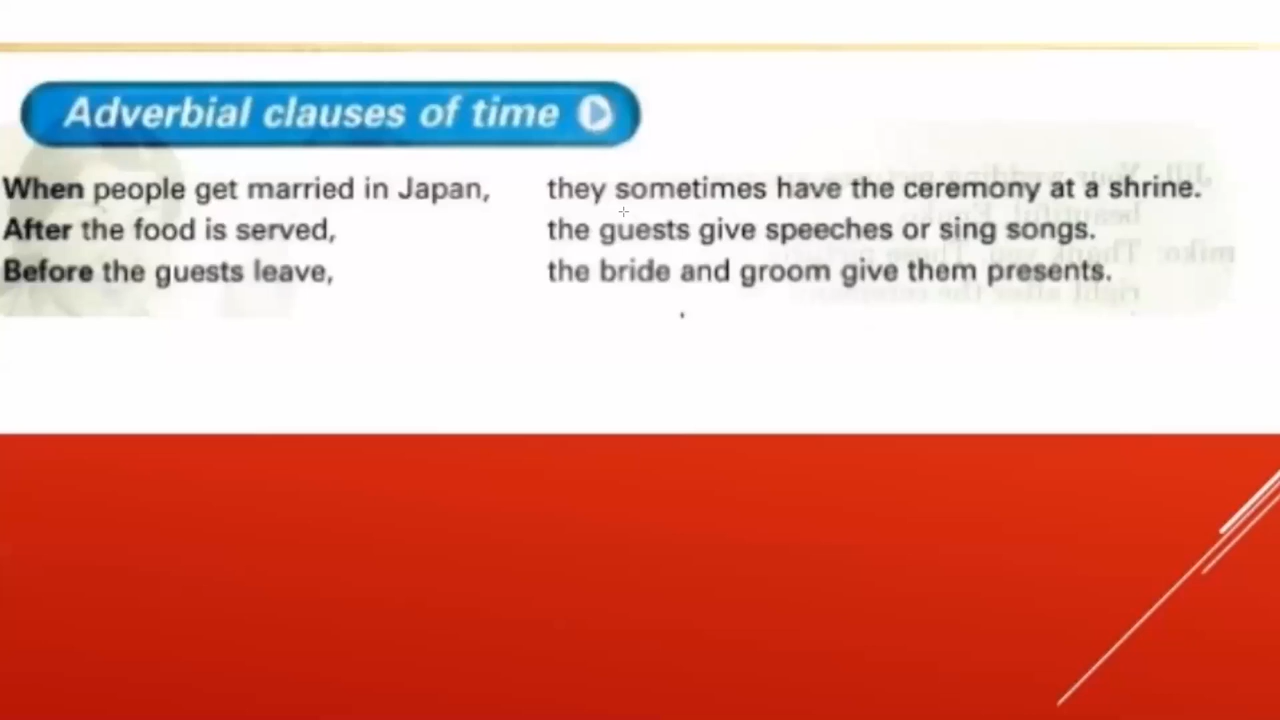 Adverbial clauses of time
When people get married in Japan, they sometimes have the ceremony at a shrine.
After the food is served, the guests give speeches or sing songs.
Before the guests leave, the bride and groom give them presents.